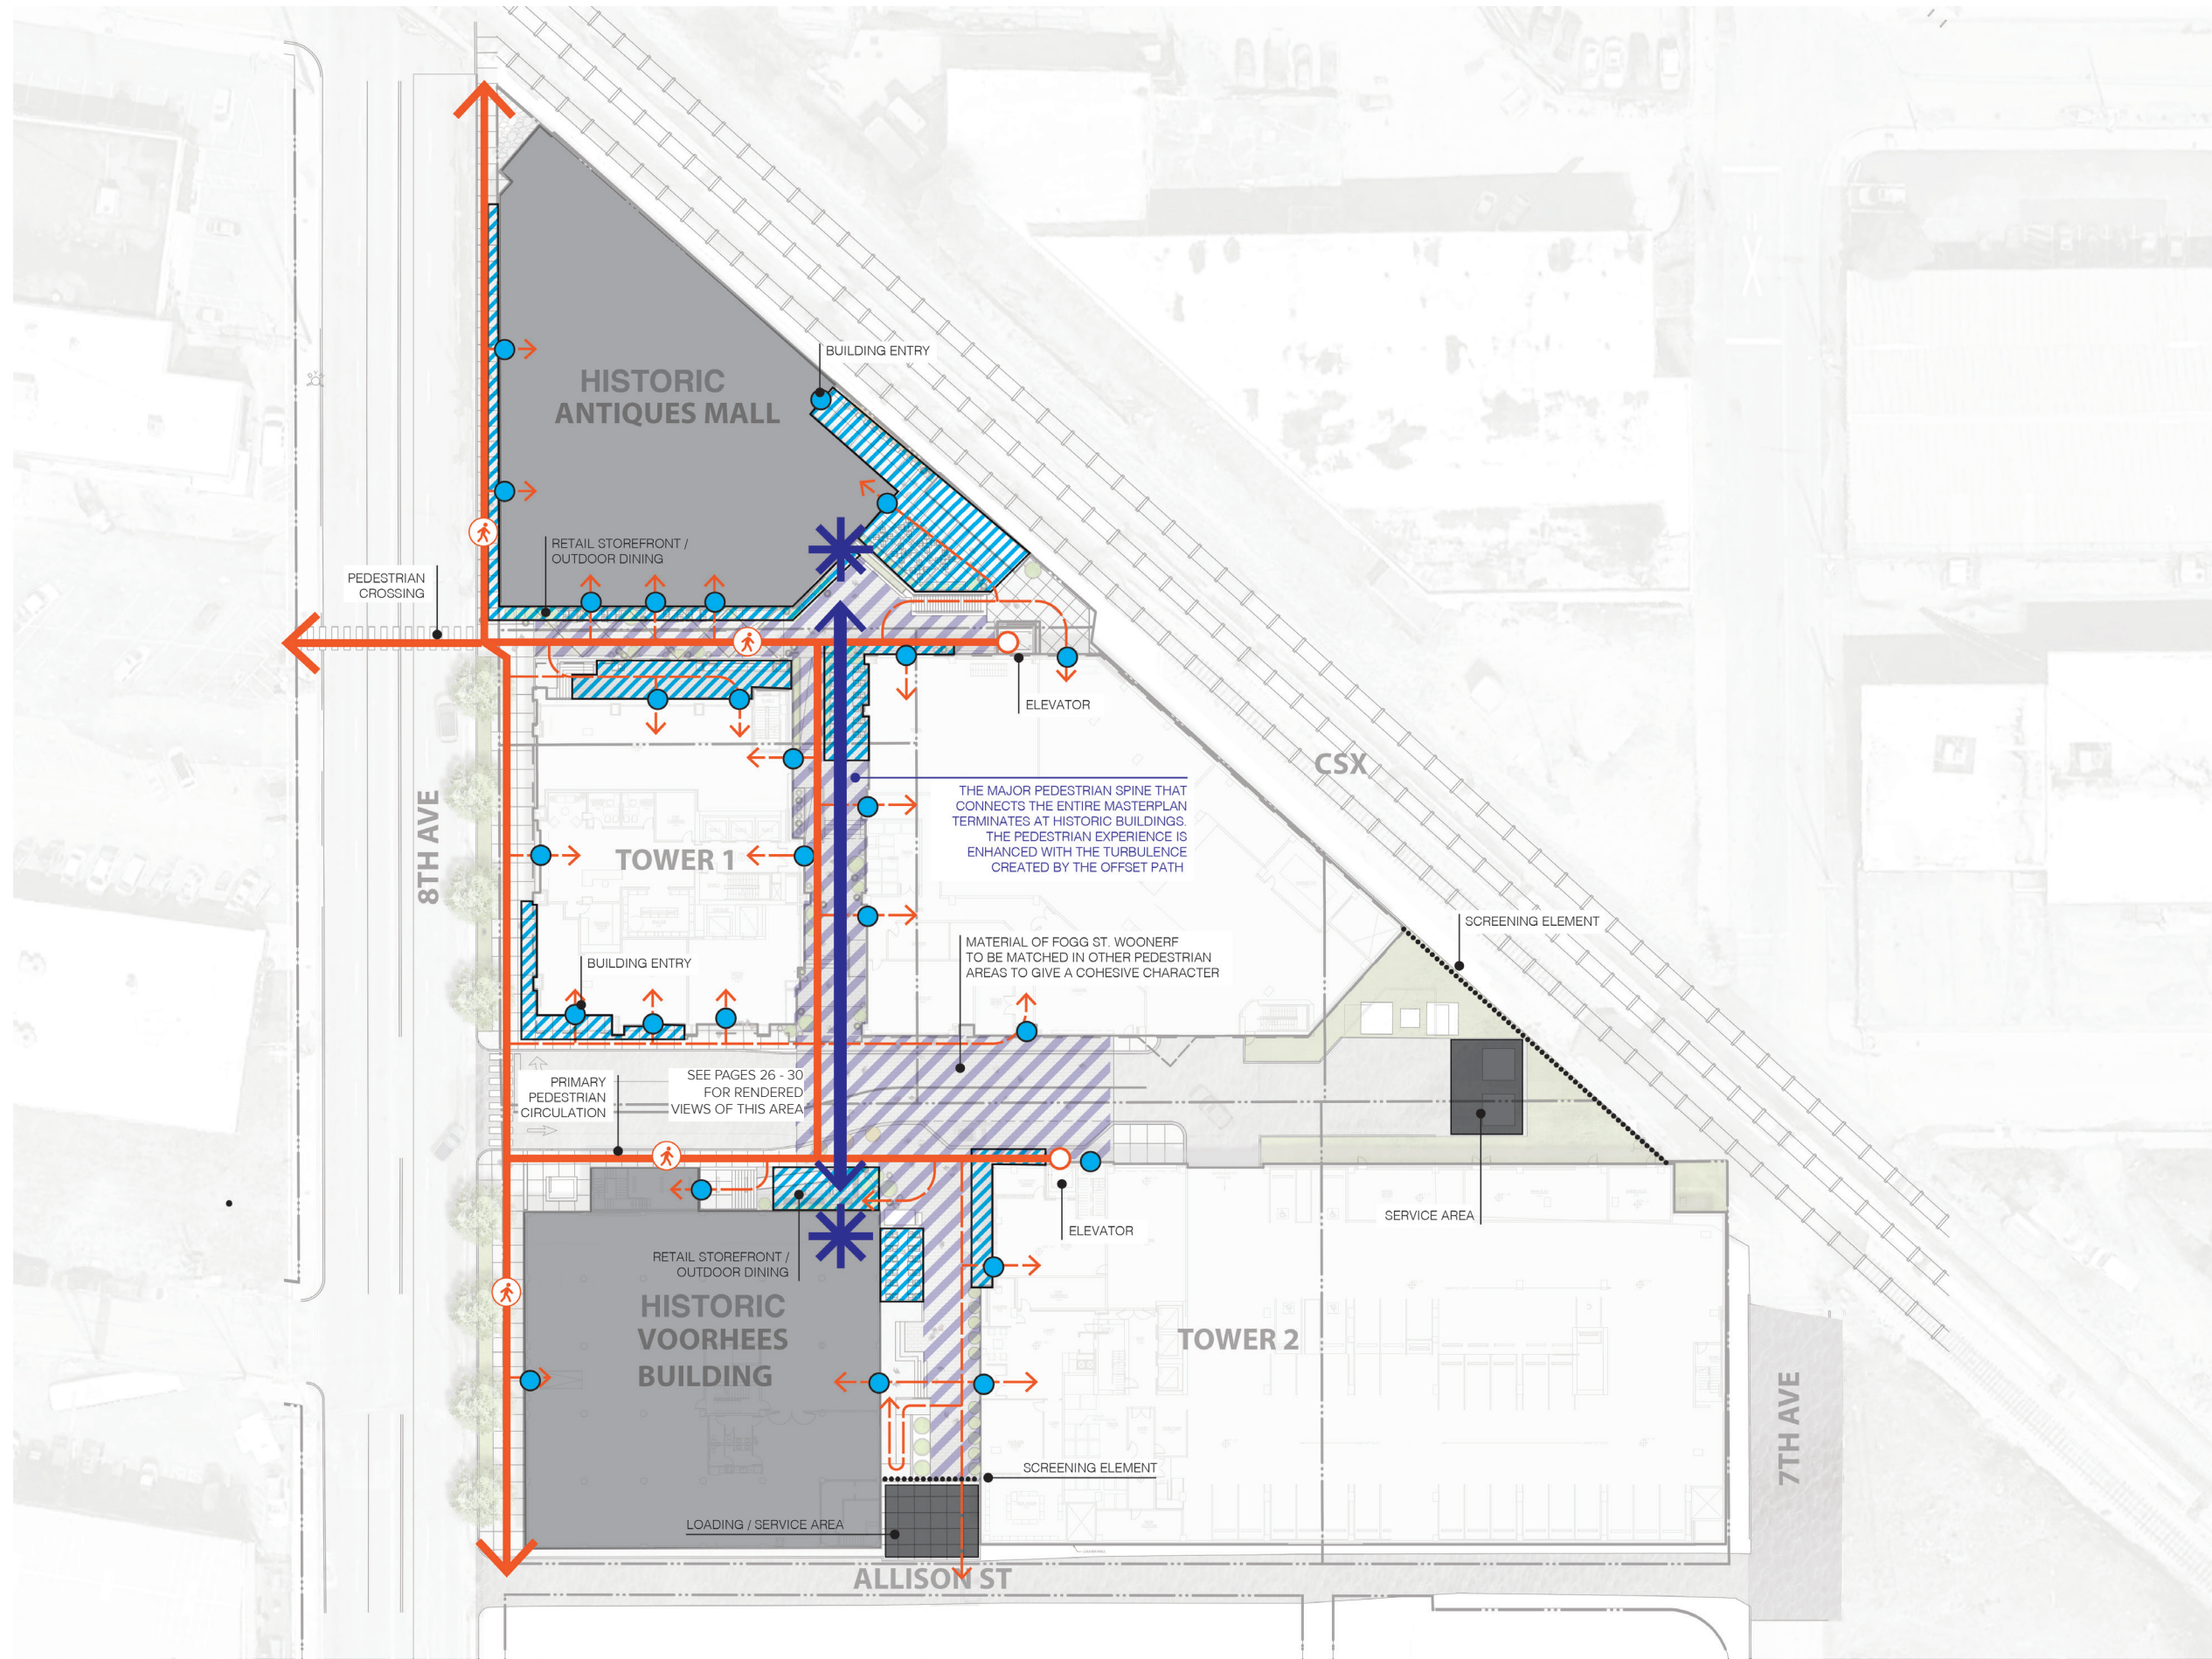 BUILDING ENTRY
HISTORIC
ANTIQUES MALL
RETAIL STOREFRONT /
OUTDOOR DINING
PEDESTRIAN
CROSSING
ELEVATOR
CSX
8TH AVE
THE MAJOR PEDESTRIAN SPINE THAT
CONNECTS THE ENTIRE MASTERPLAN
TERMINATES AT HISTORIC BUILDINGS.
THE PEDESTRIAN EXPERIENCE IS
ENHANCED WITH THE TURBULENCE
CREATED BY THE OFFSET PATH
TOWER 1
SCREENING ELEMENT
MATERIAL OF FOGG ST. WOONERF
TO BE MATCHED IN OTHER PEDESTRIAN
AREAS TO GIVE A COHESIVE CHARACTER
BUILDING ENTRY
PRIMARY
PEDESTRIAN
CIRCULATION
SEE PAGES 26 - 30
FOR RENDERED
VIEWS OF THIS AREA
SERVICE AREA
ELEVATOR
RETAIL STOREFRONT /
OUTDOOR DINING
HISTORIC
VOORHEES
BUILDING
TOWER 2
7TH AVE
SCREENING ELEMENT
LOADING / SERVICE AREA
ALLISON ST